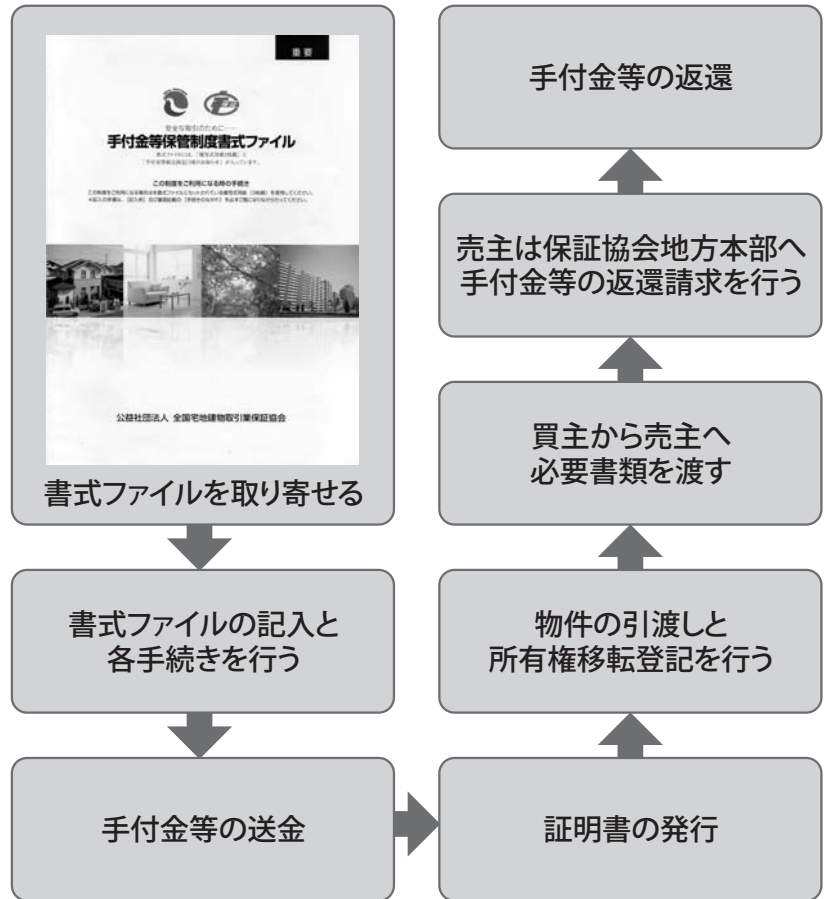 重要
安全な取引のために……
手付金等保管制度書式ファイル
この制度をご利用になる時の手続き
公益社団法人 全国宅地建物取引業保証協会
書式ファイルを取り寄せる
書式ファイルの記入と
各手続きを行う
手付金等の送金
証明書の発行
物件の引渡しと
所有権移転登記を行う
買主から売主へ
必要書類を渡す
売主は保証協会地方本部へ
手付金等の返還請求を行う
手付金等の返還